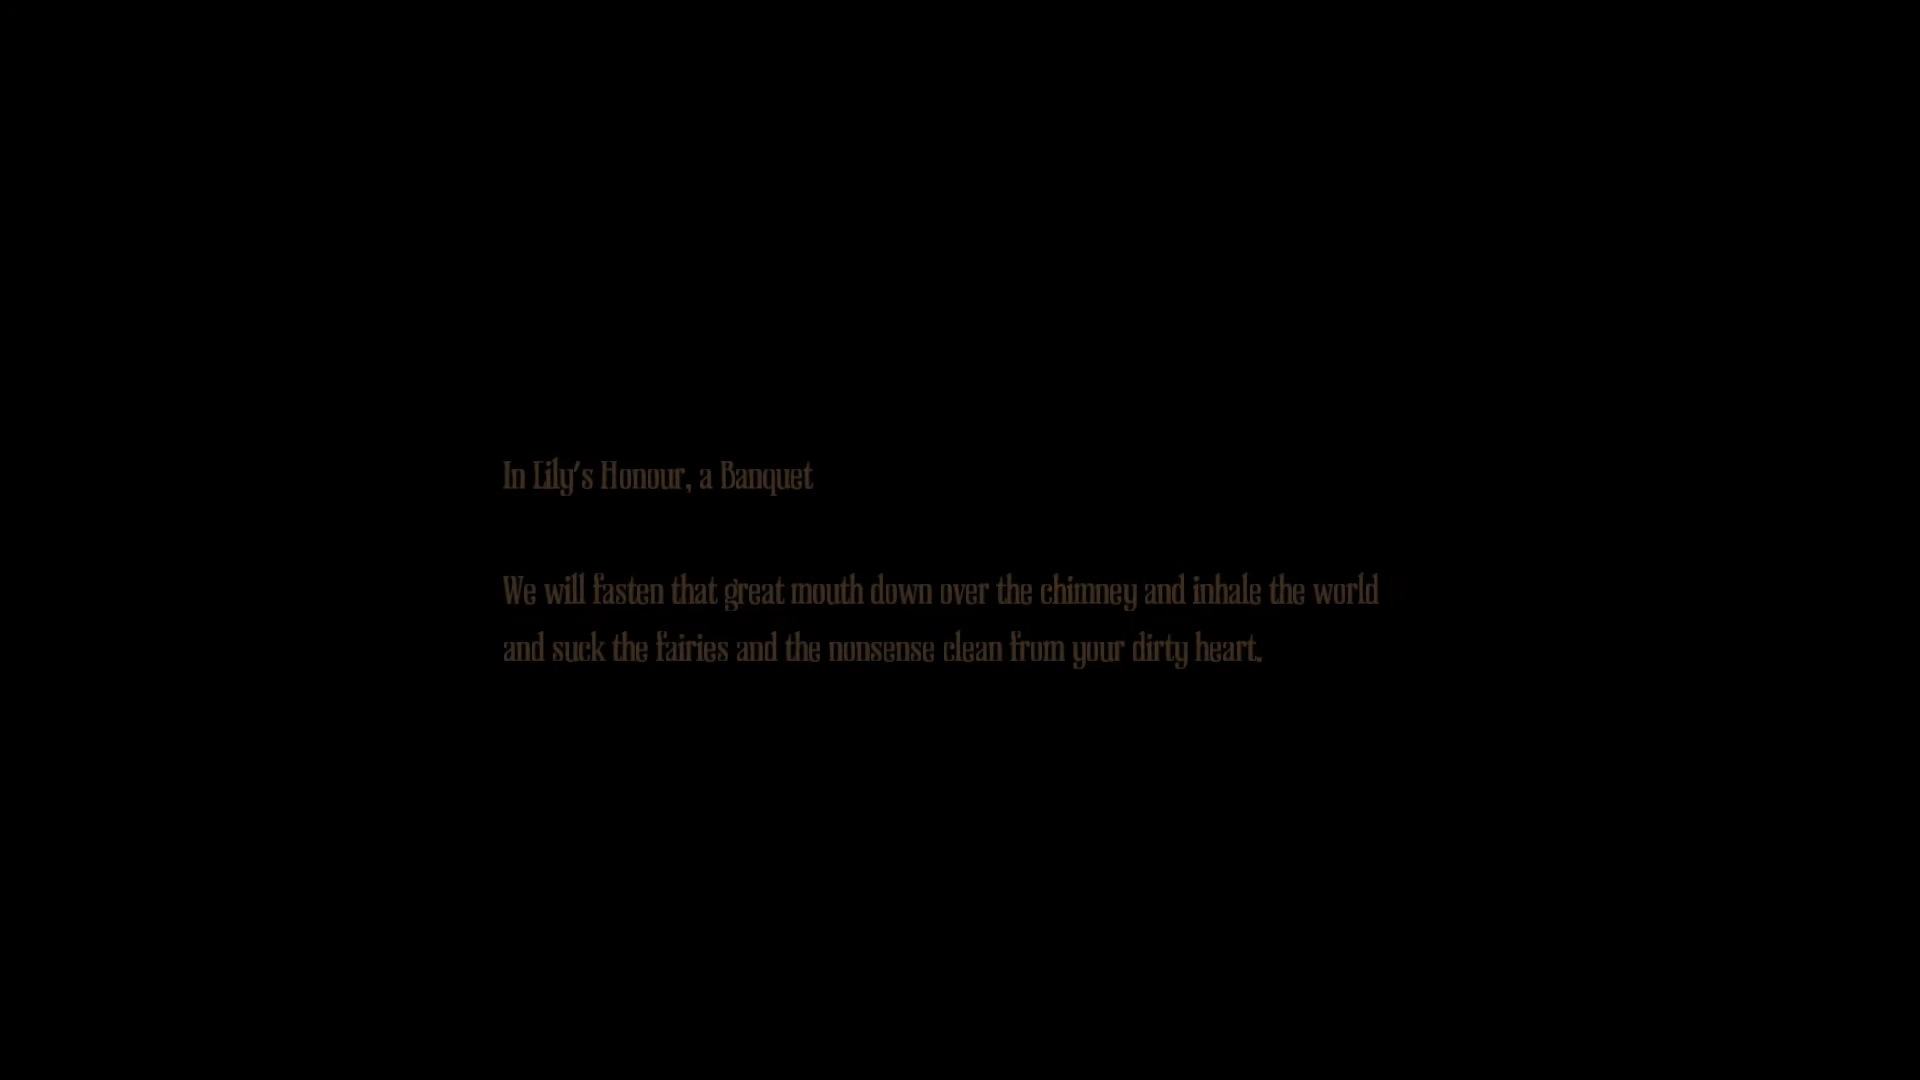 In Lily's Honour, a Banquet
We will fasten that great mouth down over the chimney and inhale the world
and suck the fairies and the nonsense clean from your dirty heart.